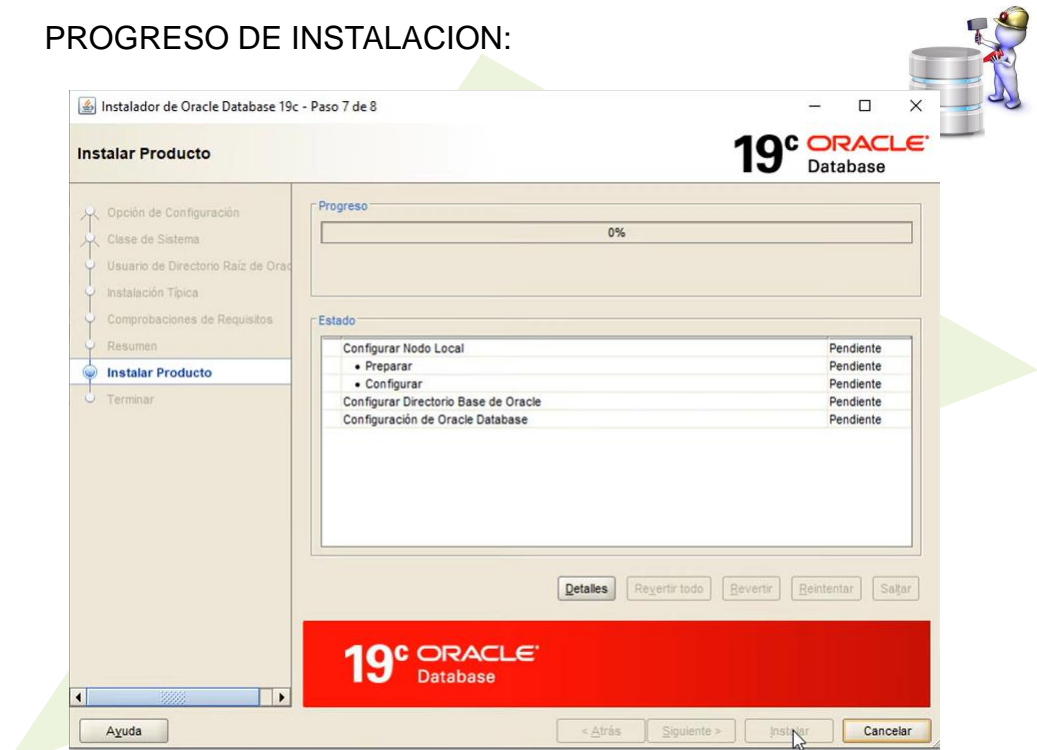 PROGRESO DE INSTALACION:
Instalador de Oracle Database 19c - Paso 7 de 8
Instalar Producto
19c ORACLE
Database
Opción de Configuración
Clase de Sistema
Usuario de Directorio Raíz de Orac
Instalación Típica
Comprobaciones de Requisitos
Resumen
Instalar Producto
Terminar
Progreso
0%
Estado
Configurar Nodo Local Pendiente
• Preparar Pendiente
• Configurar Pendiente
Configurar Directorio Base de Oracle Pendiente
Configuración de Oracle Database Pendiente
Detalles Revertir todo Revertir Reintentar Saltar
19c ORACLE
Database
Ayuda < Atrás Siguiente > Instalar Cancelar